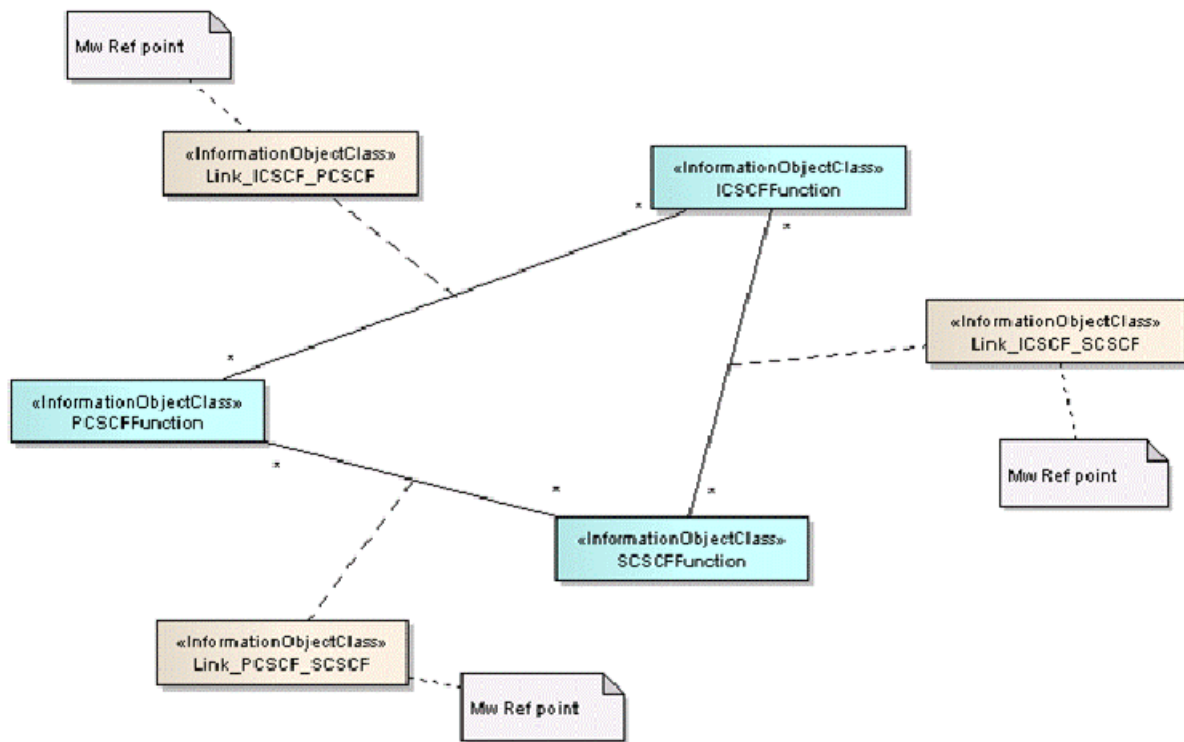 Mw Ref point
«InformationObjectClass»
Link_ICSCF_PCSCF
«InformationObjectClass»
ICSCFFunction
*
*
«InformationObjectClass»
Link_ICSCF_SCSCF
*
«InformationObjectClass»
PCSCFFunction
*
*
*
Mw Ref point
«InformationObjectClass»
SCSCFFunction
«InformationObjectClass»
Link_PCSCF_SCSCF
Mw Ref point